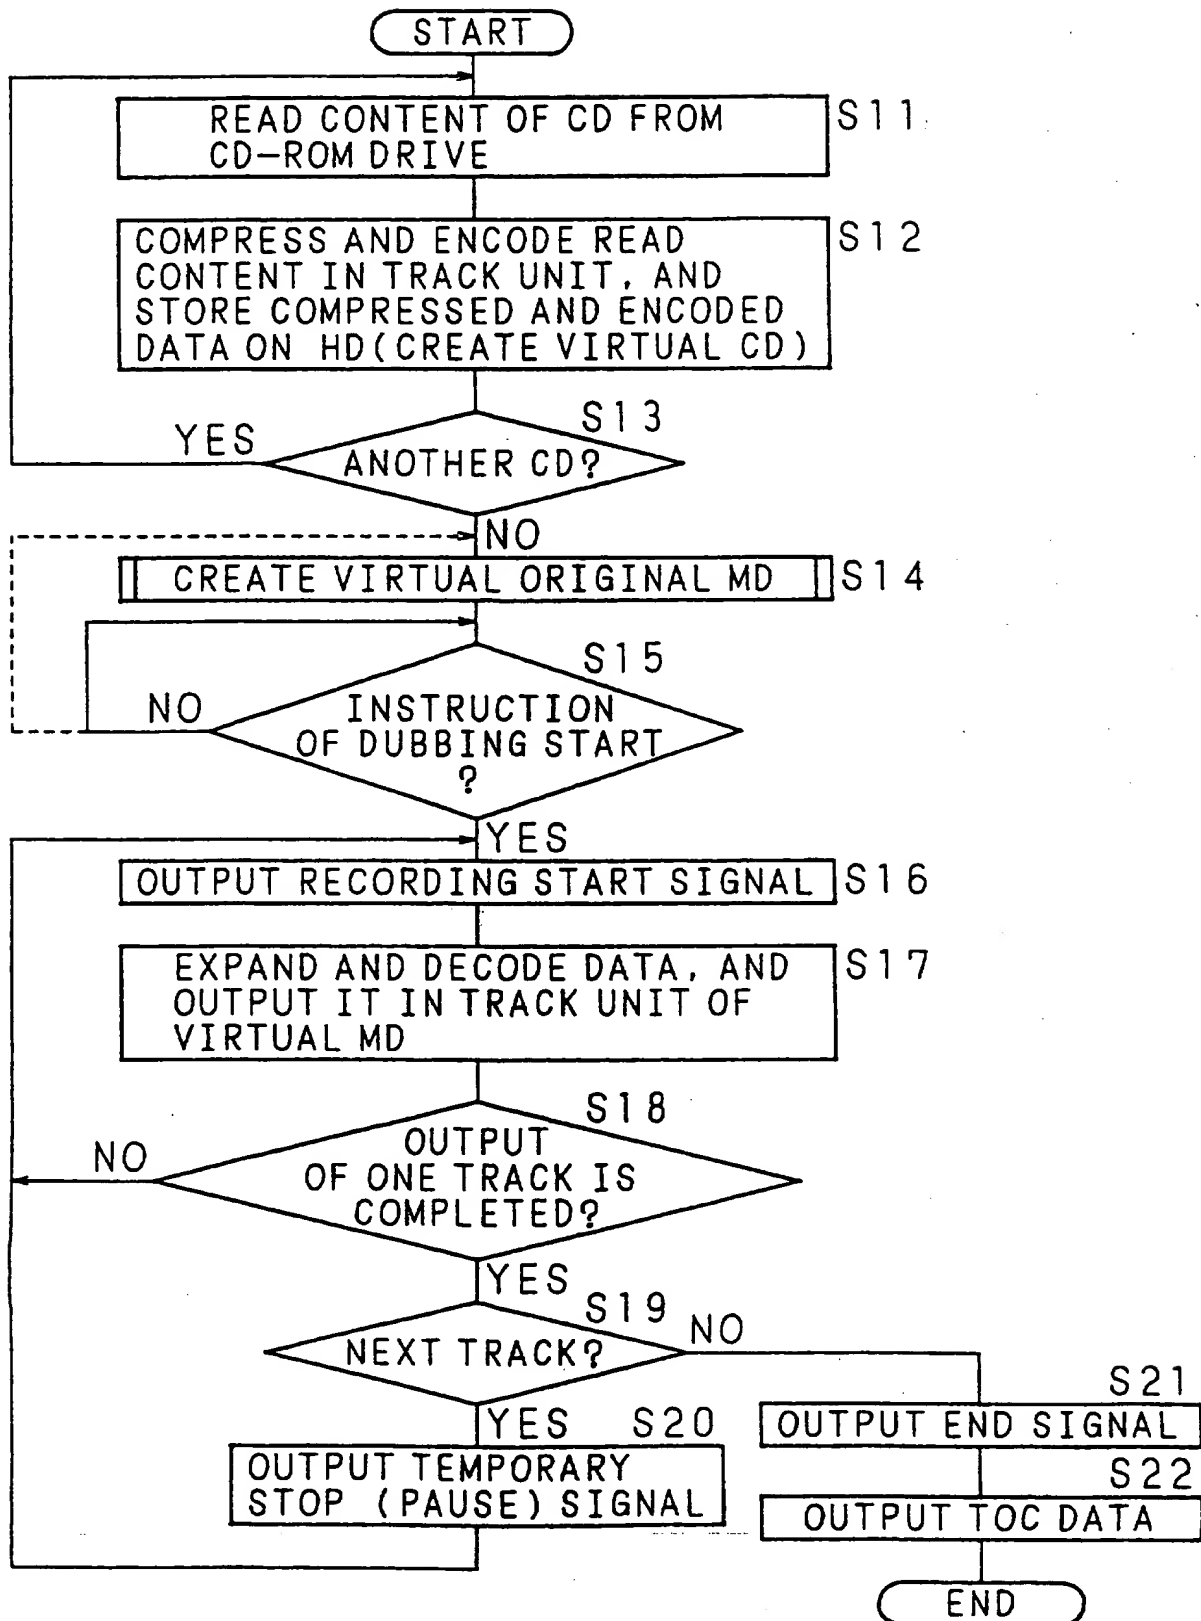 START
READ CONTENT OF CD FROM
CD-ROM DRIVE
S11
COMPRESS AND ENCODE READ
CONTENT IN TRACK UNIT, AND
STORE COMPRESSED AND ENCODED
DATA ON HD(CREATE VIRTUAL CD)
S12
S13
YES
ANOTHER CD?
NO
CREATE VIRTUAL ORIGINAL MD
S14
S15
NO
INSTRUCTION
OF DUBBING START
?
YES
OUTPUT RECORDING START SIGNAL
S16
EXPAND AND DECODE DATA, AND
OUTPUT IT IN TRACK UNIT OF
VIRTUAL MD
S17
S18
NO
OUTPUT
OF ONE TRACK IS
COMPLETED?
YES
S19
NEXT TRACK?
NO
YES
S20
OUTPUT TEMPORARY
STOP (PAUSE) SIGNAL
S21
OUTPUT END SIGNAL
S22
OUTPUT TOC DATA
END